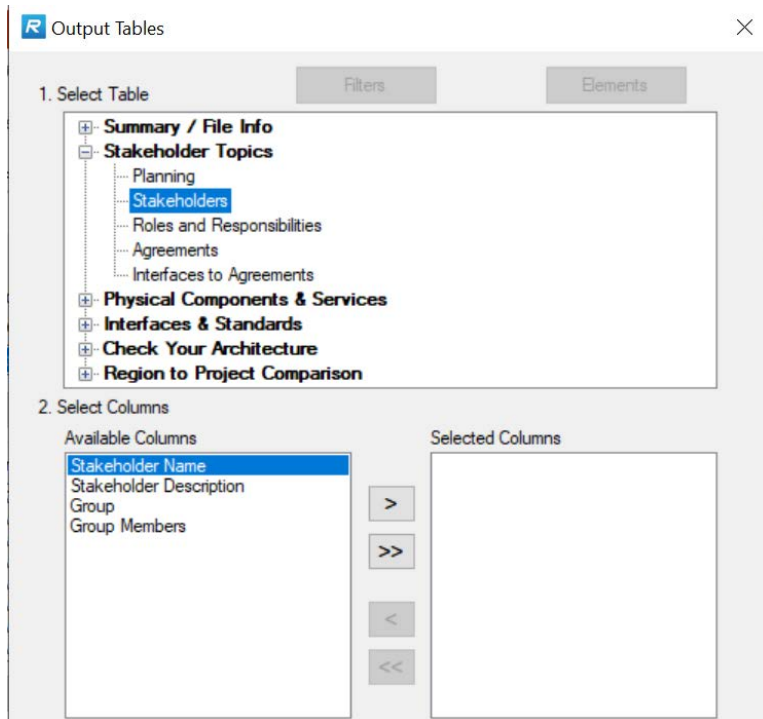 R Output Tables
1. Select Table
Filters
Elements
Summary / File Info
Stakeholder Topics
Planning
Stakeholders
Roles and Responsibilities
Agreements
Interfaces to Agreements
Physical Components & Services
Interfaces & Standards
Check Your Architecture
Region to Project Comparison
2. Select Columns
Available Columns
Selected Columns
Stakeholder Name
Stakeholder Description
Group
Group Members
>
>>
<
<<